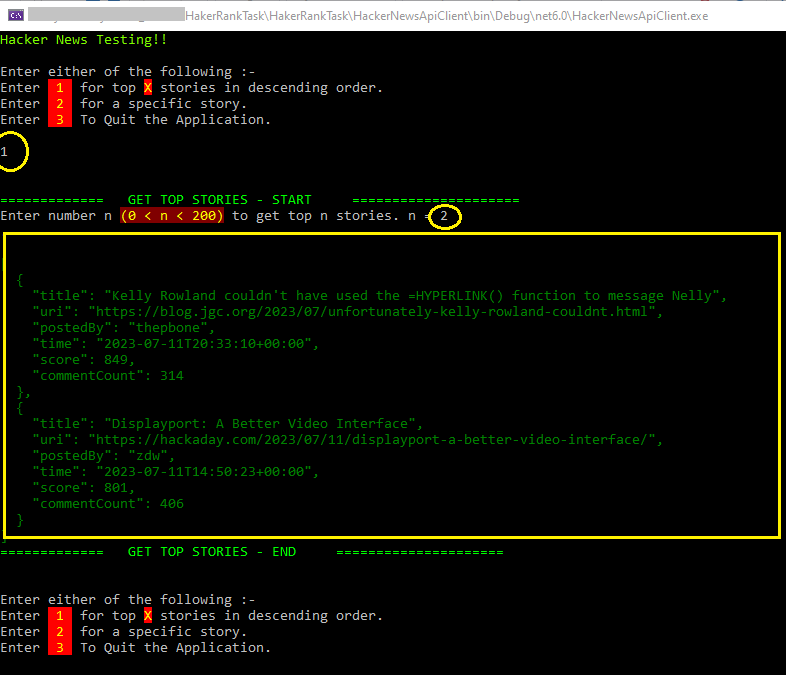 HakerRankTask\HakerRankTask\HackerNewsApiClient\bin\Debug\net6.0\HackerNewsApiClient.exe
Hacker News Testing!!
Enter either of the following :-
Enter 1 for top X stories in descending order.
Enter 2 for a specific story.
Enter 3 To Quit the Application.
1
============= GET TOP STORIES - START =====================
Enter number n (0 < n < 200) to get top n stories. n = 2
[
{
"title": "Kelly Rowland couldn't have used the =HYPERLINK() function to message Nelly",
"uri": "https://blog.jgc.org/2023/07/unfortunately-kelly-rowland-couldnt.html",
"postedBy": "thepbone",
"time": "2023-07-11T20:33:10+00:00",
"score": 849,
"commentCount": 314
},
{
"title": "Displayport: A Better Video Interface",
"uri": "https://hackaday.com/2023/07/11/displayport-a-better-video-interface/",
"postedBy": "zdw",
"time": "2023-07-11T14:50:23+00:00",
"score": 801,
"commentCount": 406
}
]
============= GET TOP STORIES - END =====================
Enter either of the following :-
Enter 1 for top X stories in descending order.
Enter 2 for a specific story.
Enter 3 To Quit the Application.